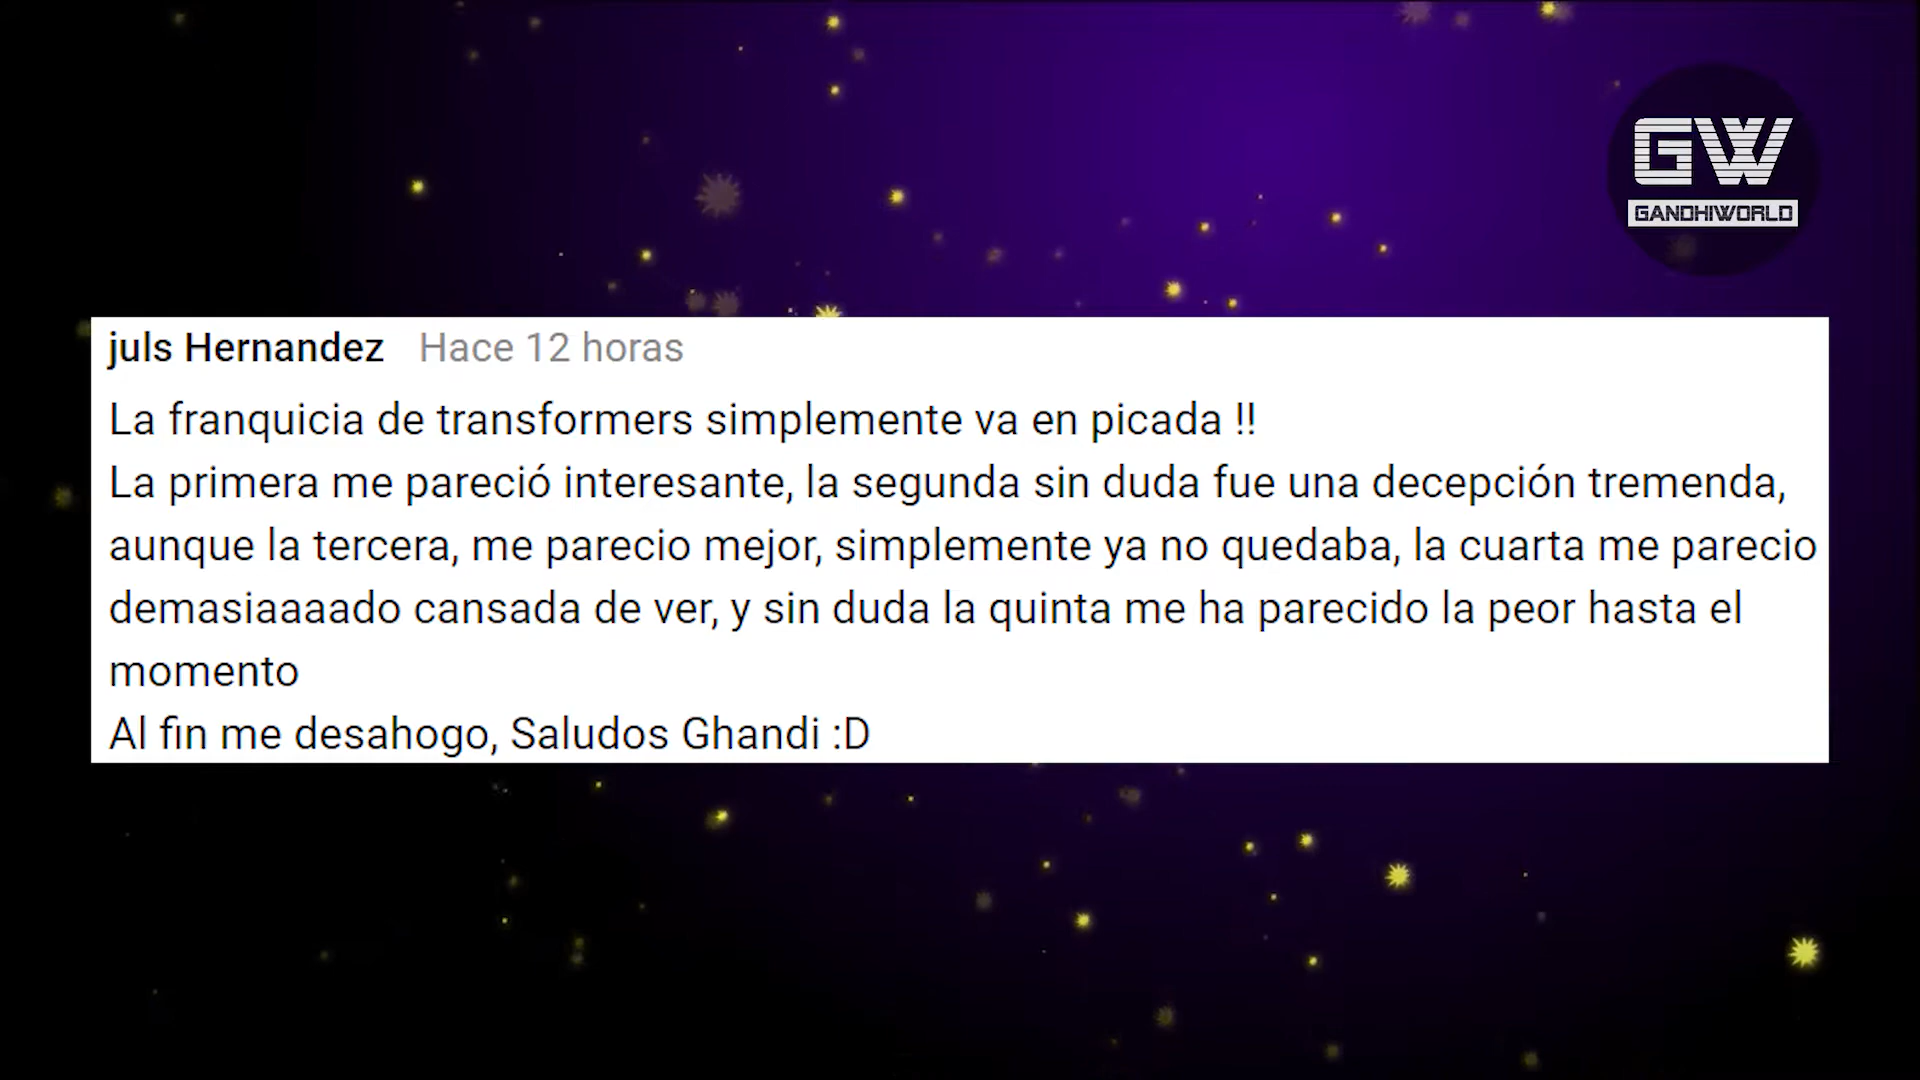 GW
GANDHIWORLD
juls Hernandez Hace 12 horas
La franquicia de transformers simplemente va en picada !!
La primera me pareció interesante, la segunda sin duda fue una decepción tremenda,
aunque la tercera, me parecio mejor, simplemente ya no quedaba, la cuarta me parecio
demasiaaaado cansada de ver, y sin duda la quinta me ha parecido la peor hasta el
momento
Al fin me desahogo, Saludos Ghandi :D